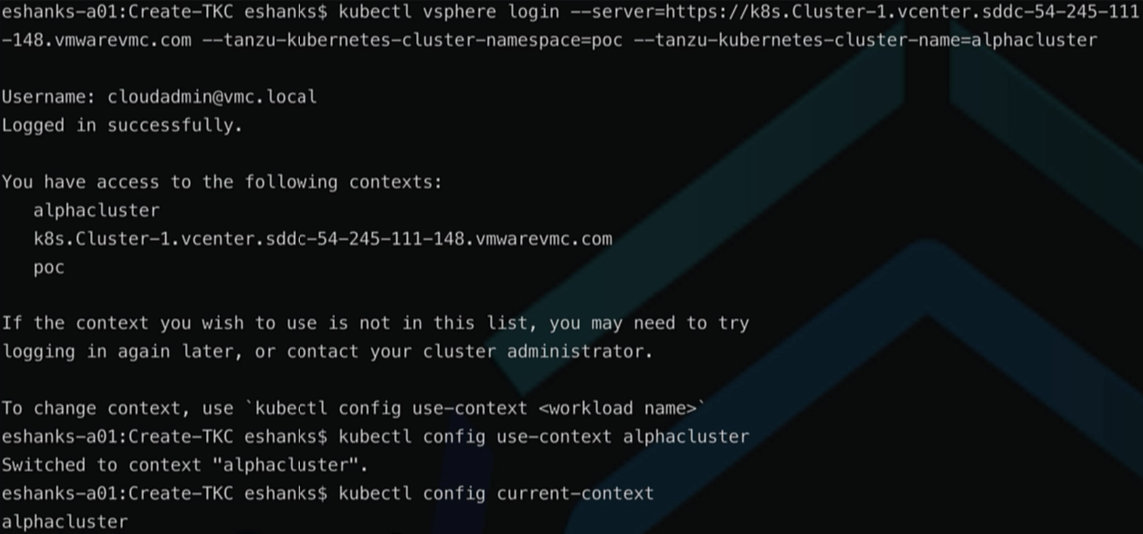 eshanks-a01:Create-TKC eshanks$ kubectl vsphere login --server=https://k8s.Cluster-1.vcenter.sddc-54-245-111
-148.vmwarevmc.com --tanzu-kubernetes-cluster-namespace=poc --tanzu-kubernetes-cluster-name=alphacluster
Username: cloudadmin@vmc.local
Logged in successfully.
You have access to the following contexts:
alphacluster
k8s.Cluster-1.vcenter.sddc-54-245-111-148.vmwarevmc.com
poc
If the context you wish to use is not in this list, you may need to try
logging in again later, or contact your cluster administrator.
To change context, use `kubectl config use-context <workload name>`
eshanks-a01:Create-TKC eshanks$ kubectl config use-context alphacluster
Switched to context "alphacluster".
eshanks-a01:Create-TKC eshanks$ kubectl config current-context
alphacluster